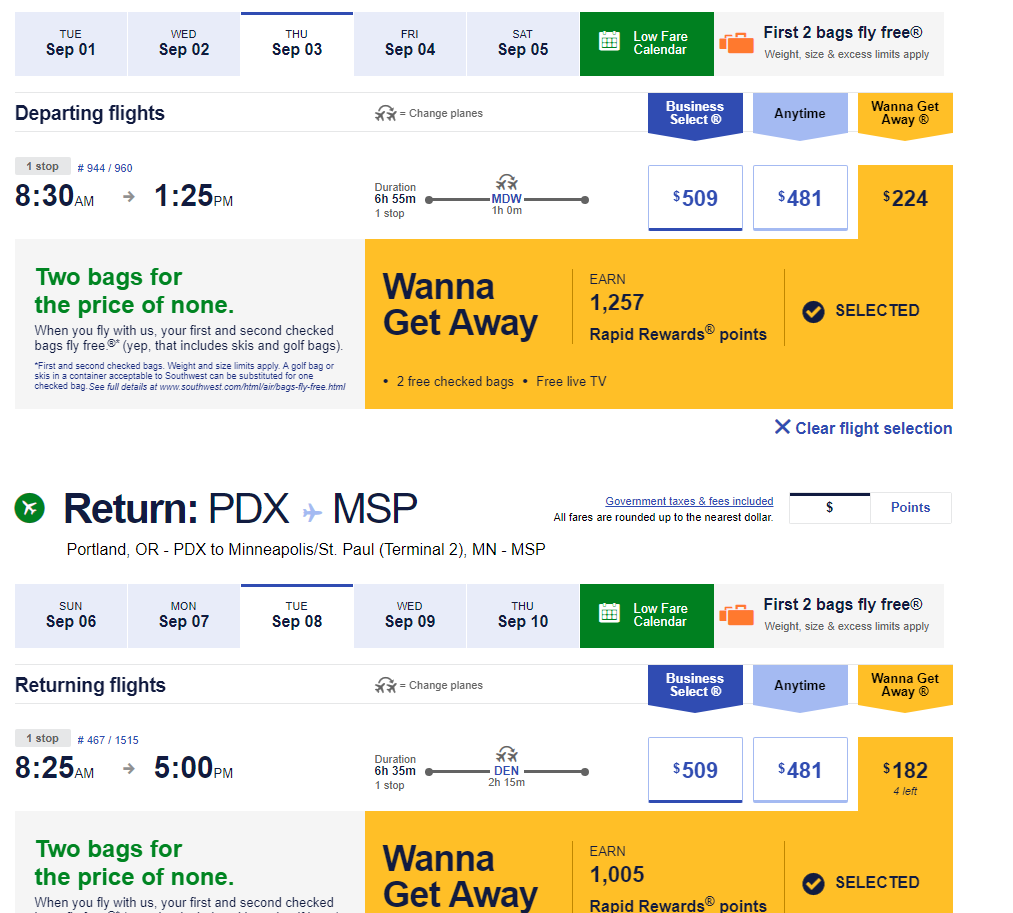 TUE
Sep 01
WED
Sep 02
THU
Sep 03
FRI
Sep 04
SAT
Sep 05
Low Fare
Calendar
First 2 bags fly free®
Weight, size & excess limits apply
Departing flights
= Change planes
Business
Select ®
Anytime
Wanna Get
Away ®
1 stop
# 944 / 960
8:30AM
1:25PM
Duration
6h 55m
1 stop
MDW
1h 0m
$509
$481
$224
Two bags for
the price of none.
When you fly with us, your first and second checked
bags fly free.®* (yep, that includes skis and golf bags).
*First and second checked bags. Weight and size limits apply. A golf bag or
skis in a container acceptable to Southwest can be substituted for one
checked bag. See full details at www.southwest.com/html/air/bags-fly-free.html
Wanna
Get Away
EARN
1,257
Rapid Rewards® points
SELECTED
• 2 free checked bags • Free live TV
Clear flight selection
Return: PDX MSP
Portland, OR - PDX to Minneapolis/St. Paul (Terminal 2), MN - MSP
Government taxes & fees included
All fares are rounded up to the nearest dollar.
$
Points
SUN
Sep 06
MON
Sep 07
TUE
Sep 08
WED
Sep 09
THU
Sep 10
Low Fare
Calendar
First 2 bags fly free®
Weight, size & excess limits apply
Returning flights
= Change planes
Business
Select ®
Anytime
Wanna Get
Away ®
1 stop
# 467 / 1515
8:25AM
5:00PM
Duration
6h 35m
1 stop
DEN
2h 15m
$509
$481
$182
4 left
Two bags for
the price of none.
When you fly with us, your first and second checked
Wanna
Get Away
EARN
1,005
Rapid Rewards® points
SELECTED